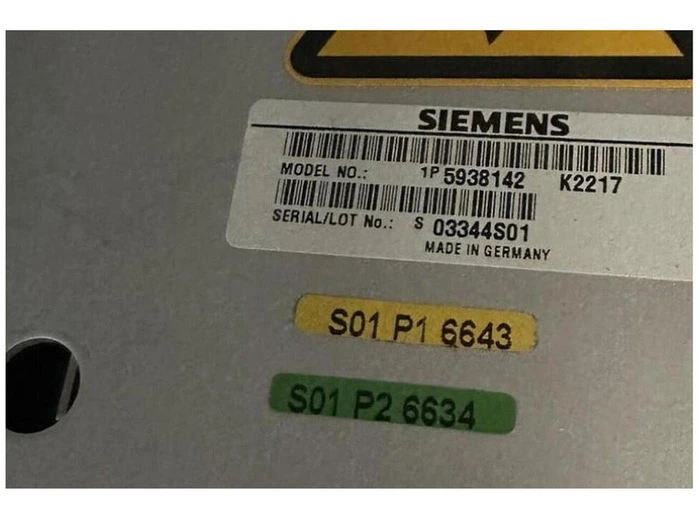 SIEMENS
MODEL NO.: 1P 5938142 K2217
SERIAL/LOT No.: S 03344S01
MADE IN GERMANY
S01 P1 6643
S01 P2 6634